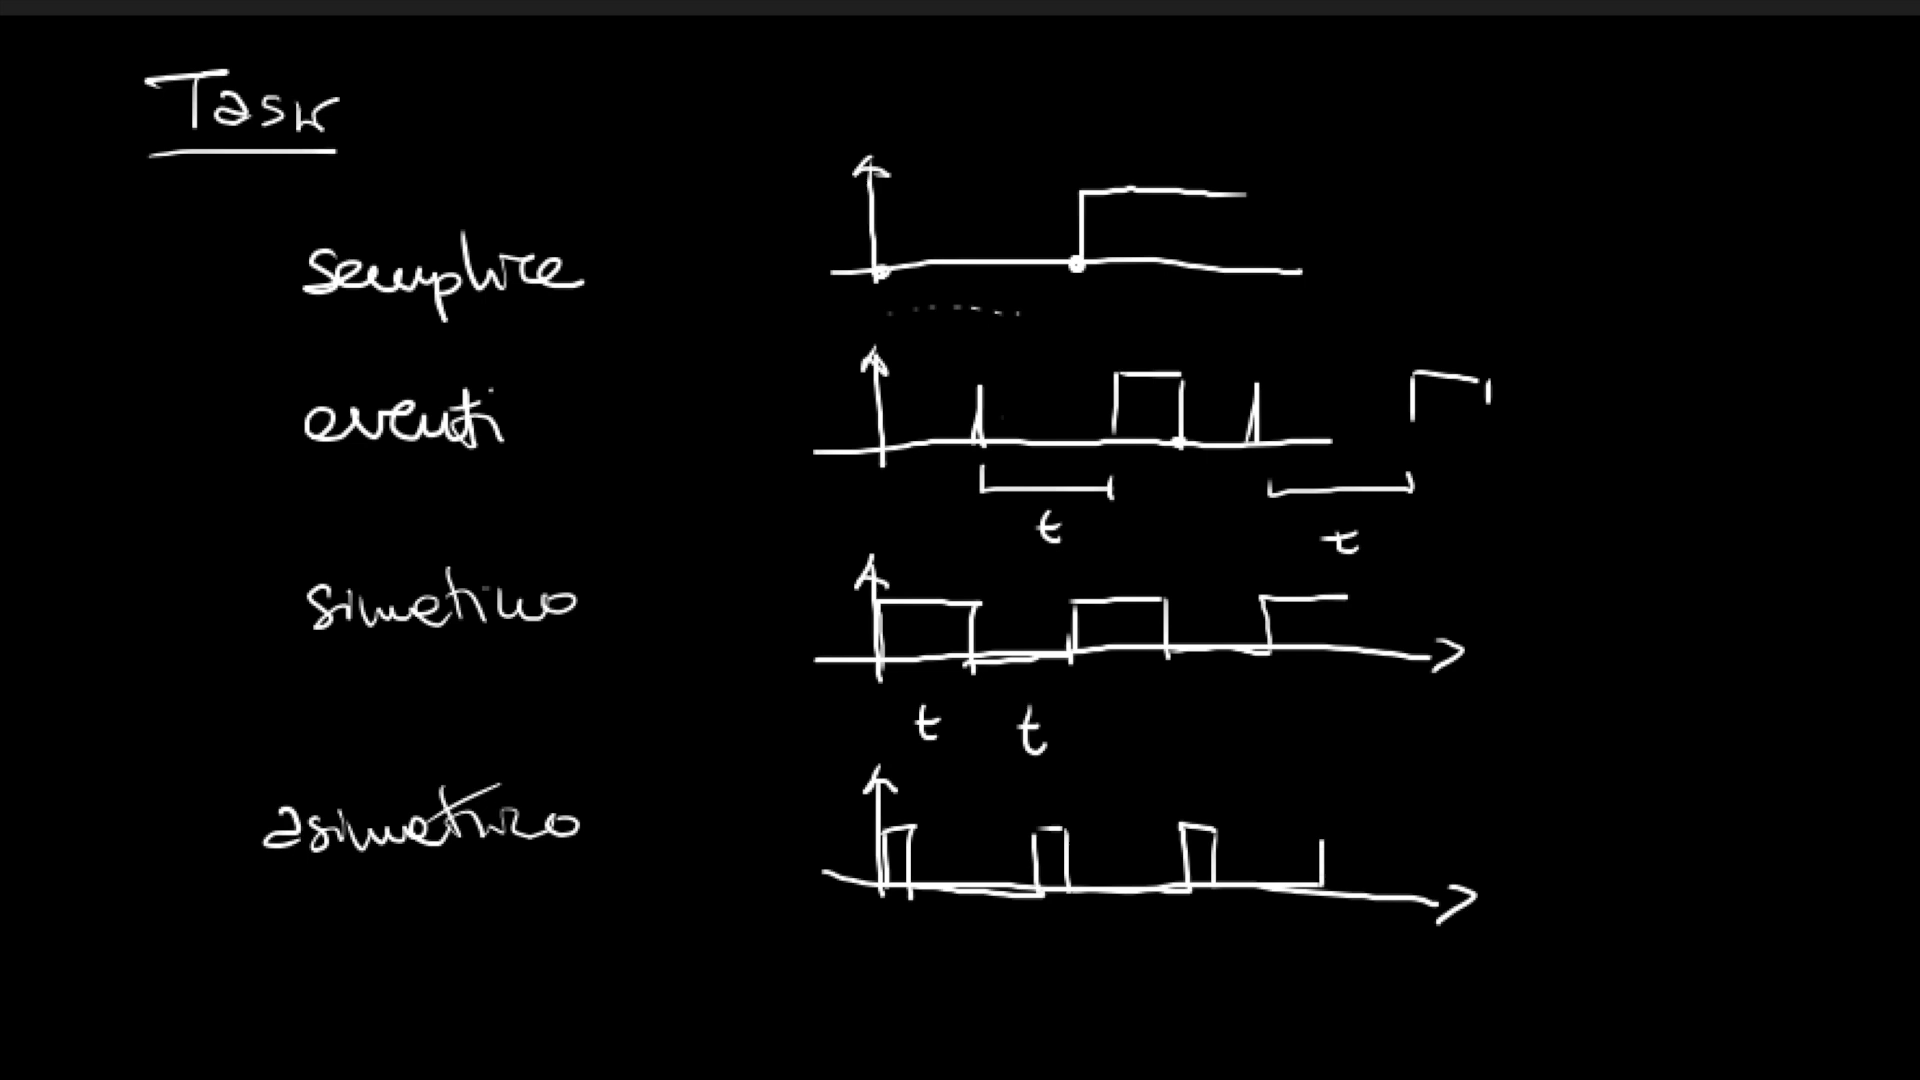 Task
semplice
eventi
t
t
simetrico
t
t
asimetrico